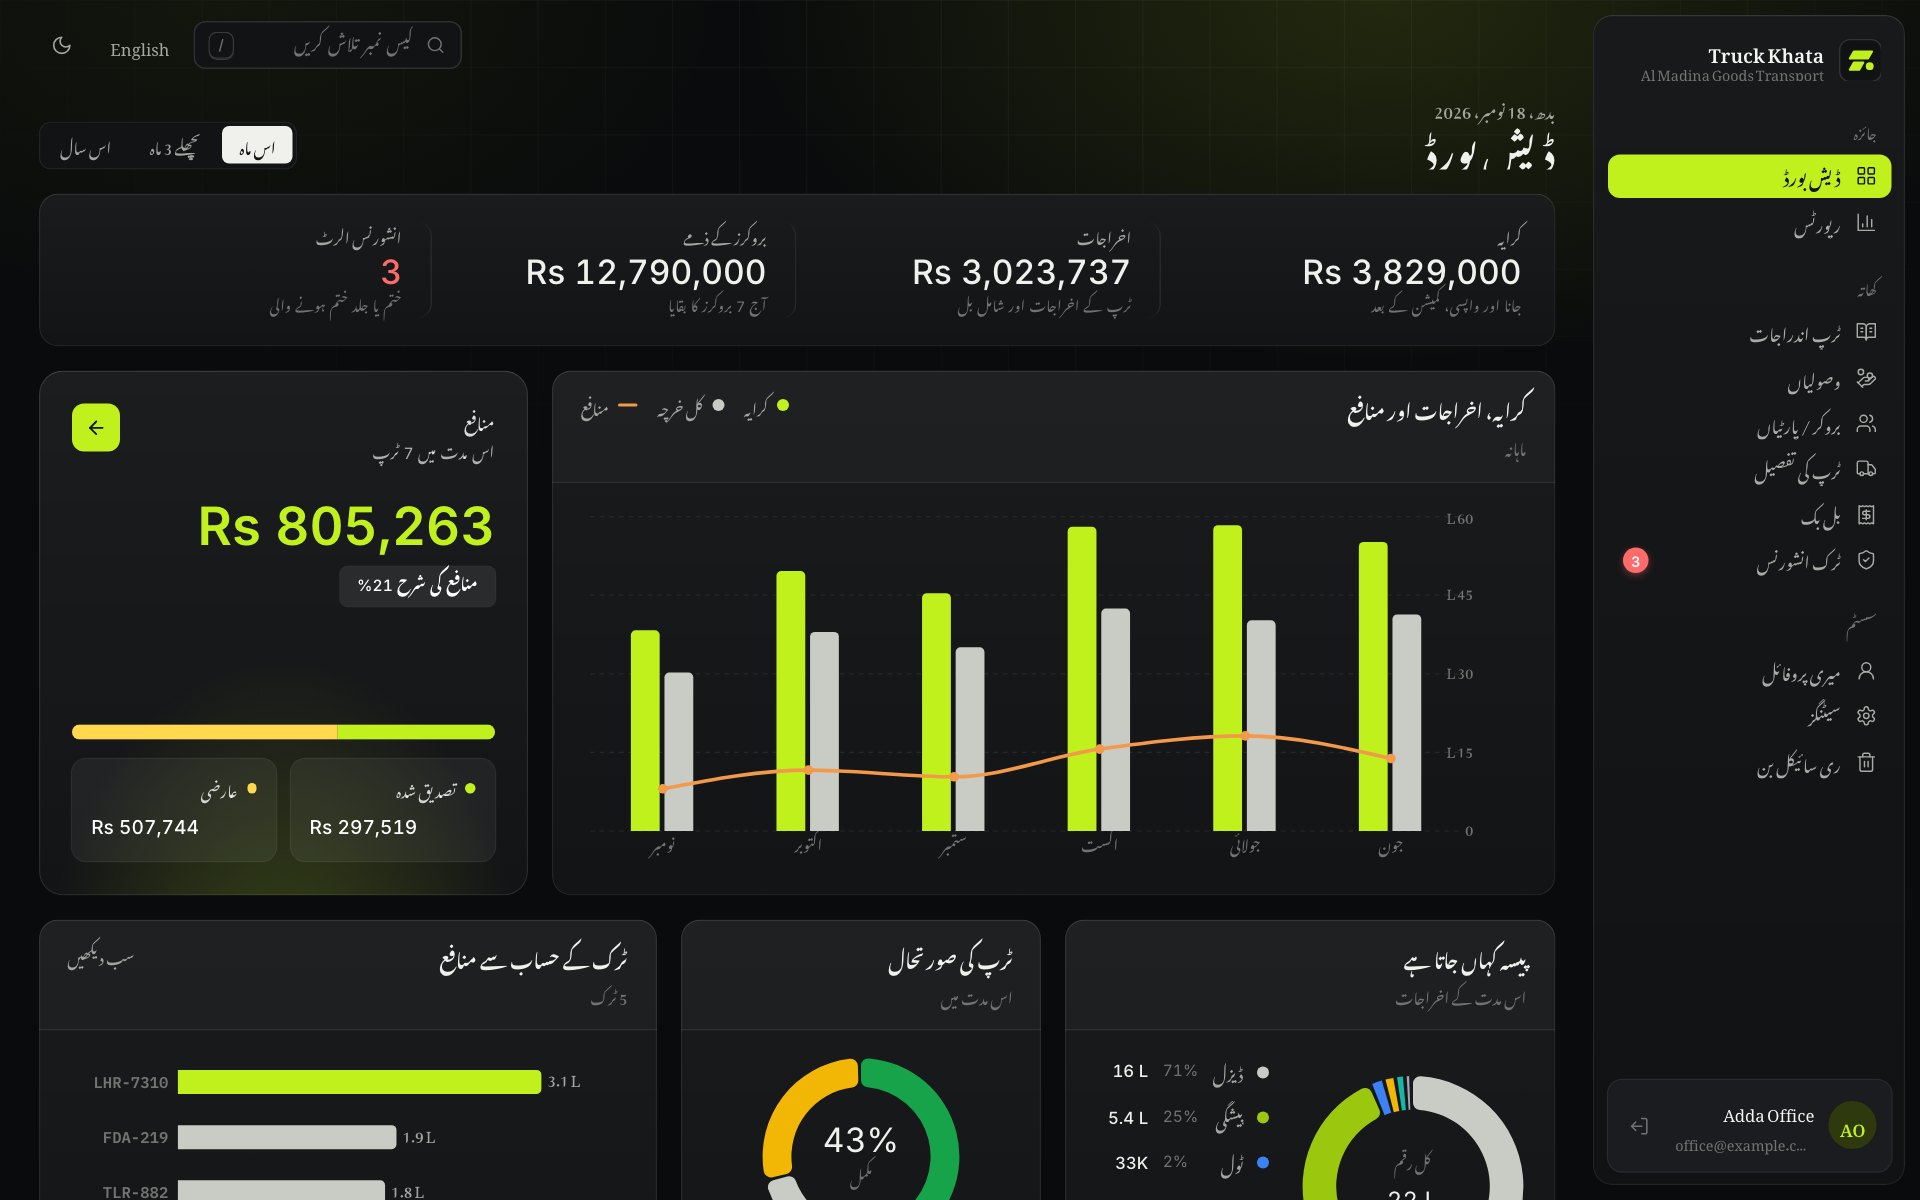 Truck Khata
Al Madina Goods Transport
جائزہ
ڈیش بورڈ
رپورٹس
کھاتہ
ٹرپ اندراجات
وصولیاں
بروکر / پارٹیاں
ٹرپ کی تفصیل
بل بک
ٹرک انشورنس
3
سسٹم
میری پروفائل
سیٹنگز
ری سائیکل بن
Adda Office
office@example.c...
AO
کیس نمبر تلاش کریں
/
English
بدھ، 18 نومبر، 2026
ڈیش بورڈ
اس ماہ
پچھلے 3 ماہ
اس سال
کرایہ
Rs 3,829,000
جانا اور واپسی، کمیشن کے بعد
اخراجات
Rs 3,023,737
ٹرپ کے اخراجات اور شامل بل
بروکرز کے ذمے
Rs 12,790,000
آج 7 بروکرز کا بقایا
انشورنس الرٹ
3
ختم یا جلد ختم ہونے والی
کرایہ، اخراجات اور منافع
ماہانہ
کرایہ
کل خرچہ
منافع
L 60
L 45
L 30
L 15
0
جون
جولائی
اگست
ستمبر
اکتوبر
نومبر
منافع
اس مدت میں 7 ٹرپ
Rs 805,263
منافع کی شرح 21%
تصدیق شدہ
Rs 297,519
عارضی
Rs 507,744
پیسہ کہاں جاتا ہے
اس مدت کے اخراجات
ڈیزل 71% 16 L
پیشگی 25% 5.4 L
ٹول 2% 33K
کل رقم
ٹرپ کی صورتحال
اس مدت میں
43%
مکمل
ٹرک کے حساب سے منافع
5 ٹرک
سب دیکھیں
LHR-7310 3.1 L
FDA-219 1.9 L
TLR-882 1.8 L